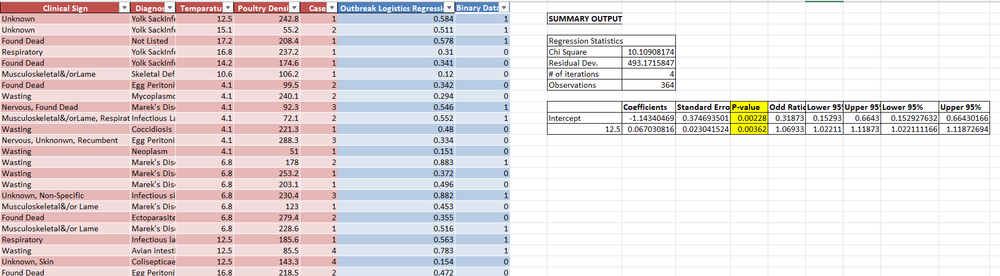 Clinical Sign Diagnos Temparatu Poultry Densi Case Outbreak Logistics Regressi Binary Data
Unknown Yolk SackInfe 12.5 242.8 1 0.584 1
Unknown Yolk SackInfe 15.1 55.2 2 0.511 1
Found Dead Not Listed 17.2 208.4 1 0.578 1
Respiratory Yolk SackInfe 16.8 237.2 1 0.31 0
Found Dead Yolk SackInfe 14.2 174.6 1 0.341 0
Musculoskeletal&/orLame Skeletal Def 10.6 106.2 1 0.12 0
Found Dead Egg Peritoni 4.1 99.5 2 0.342 0
Wasting Mycoplasmo 4.1 240.1 2 0.294 0
Nervous, Found Dead Marek's Dise 4.1 92.3 3 0.546 1
Musculoskeletal&/orLame, Respirat Infectious La 4.1 72.1 2 0.552 1
Wasting Coccidiosis 4.1 221.3 1 0.48 0
Nervous, Unknonwn, Recumbent Egg Peritoni 4.1 288.3 3 0.334 0
Wasting Neoplasm 4.1 51 1 0.151 0
Wasting Marek's Dise 6.8 178 2 0.883 1
Wasting Marek's Dise 6.8 253.2 1 0.372 0
Wasting Marek's Dise 6.8 203.1 1 0.496 0
Unknown, Non-Specific Infectious si 6.8 230.4 3 0.882 1
Musculoskeletal&/or Lame Marek's Dise 6.8 123 1 0.453 0
Found Dead Ectoparasite 6.8 279.4 2 0.355 0
Musculoskeletal&/or Lame Marek's Dise 6.8 228.6 1 0.516 1
Respiratory Infectious la 12.5 185.6 1 0.563 1
Wasting Avian intesti 12.5 85.5 4 0.783 1
Unknown, Skin Colisepticae 12.5 143.3 4 0.154 0
Found Dead Egg Peritoni 16.8 218.5 2 0.472 0
SUMMARY OUTPUT
Regression Statistics
Chi Square 10.10908174
Residual Dev. 493.1715847
# of iterations 4
Observations 364
Coefficients Standard Erro P-value Odd Ratio Lower 95% Upper 95% Lower 95% Upper 95%
Intercept -1.14340469 0.374693501 0.00228 0.31873 0.15293 0.6643 0.152927632 0.66430166
12.5 0.067030816 0.023041524 0.00362 1.06933 1.02211 1.11873 1.022111166 1.11872694